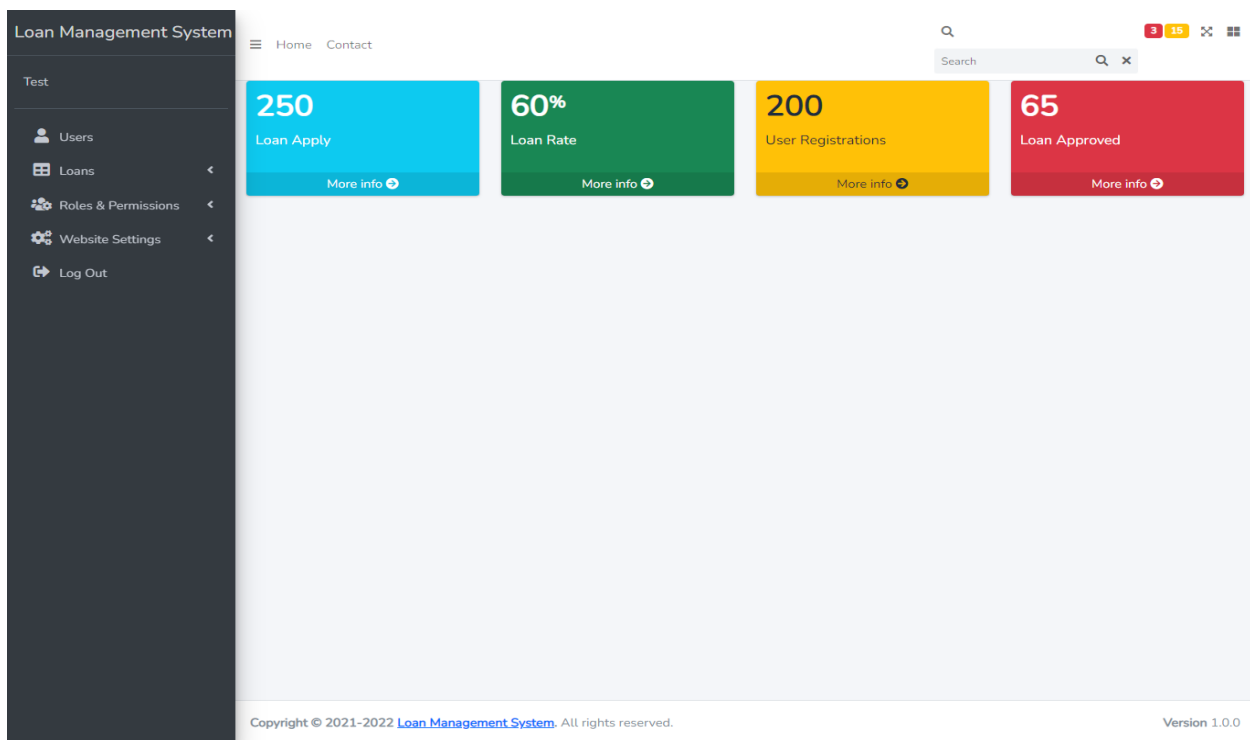 Loan Management System
Test
Users
Loans
Roles & Permissions
Website Settings
Log Out
Home Contact
3 15
Search
250
Loan Apply
More info
60%
Loan Rate
More info
200
User Registrations
More info
65
Loan Approved
More info
Copyright © 2021-2022 Loan Management System. All rights reserved.
Version 1.0.0